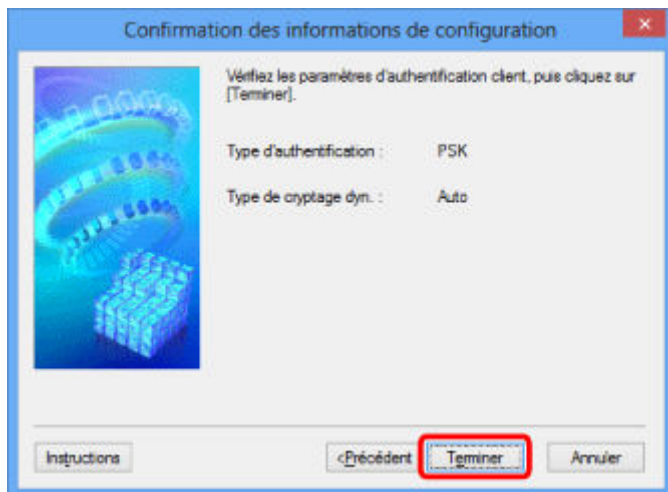 Confirmation des informations de configuration
Vérifiez les paramètres d'authentification client, puis cliquez sur
[Terminer].
Type d'authentification : PSK
Type de cryptage dyn. : Auto
Instructions <Précédent Terminer Annuler